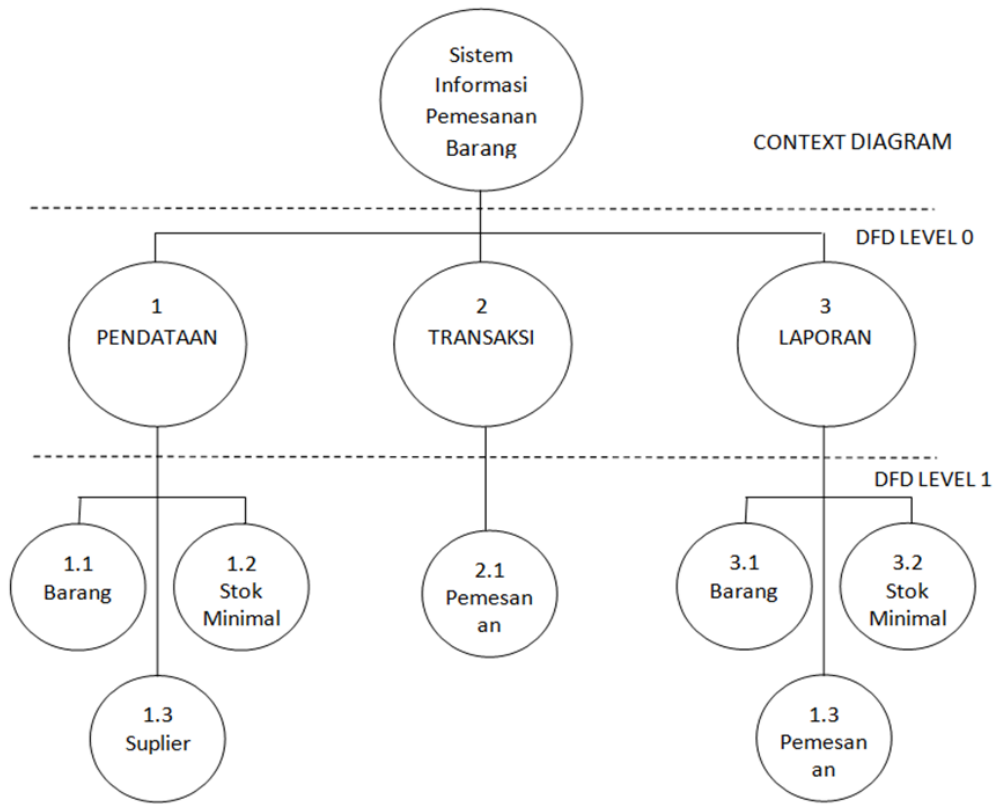 Sistem
Informasi
Pemesanan
Barang
CONTEXT DIAGRAM
DFD LEVEL 0
1
PENDATAAN
2
TRANSAKSI
3
LAPORAN
DFD LEVEL 1
1.1
Barang
1.2
Stok
Minimal
2.1
Pemesan
an
3.1
Barang
3.2
Stok
Minimal
1.3
Suplier
1.3
Pemesan
an